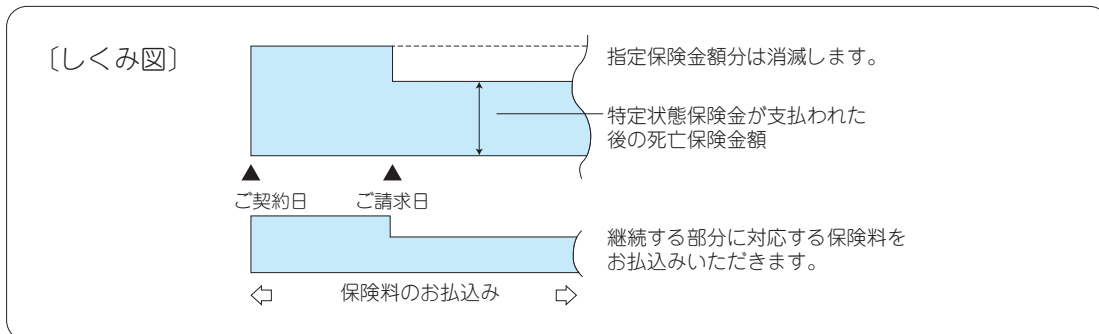 〔しくみ図〕
指定保険金額分は消滅します。
特定状態保険金が支払われた
後の死亡保険金額
ご契約日
ご請求日
継続する部分に対応する保険料を
お払込みいただきます。
保険料のお払込み